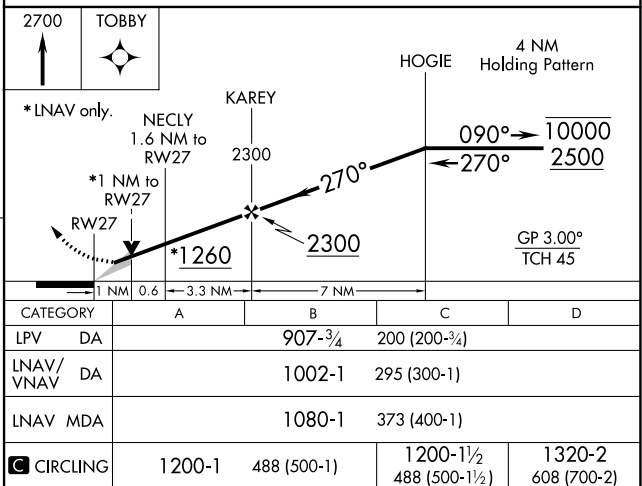 2700 TOBBY
HOGIE
4 NM
Holding Pattern
*LNAV only.
KAREY
NECLY
1.6 NM to
RW27
2300
090° 10000
270° 2500
*1 NM to
RW27
270°
RW27
*1260
2300
GP 3.00°
TCH 45
1 NM 0.6 3.3 NM 7 NM
CATEGORY A B C D
LPV DA 907-¾ 200 (200-¾)
LNAV/
VNAV DA 1002-1 295 (300-1)
LNAV MDA 1080-1 373 (400-1)
C CIRCLING 1200-1 488 (500-1) 1200-1½ 1320-2
488 (500-1½) 608 (700-2)